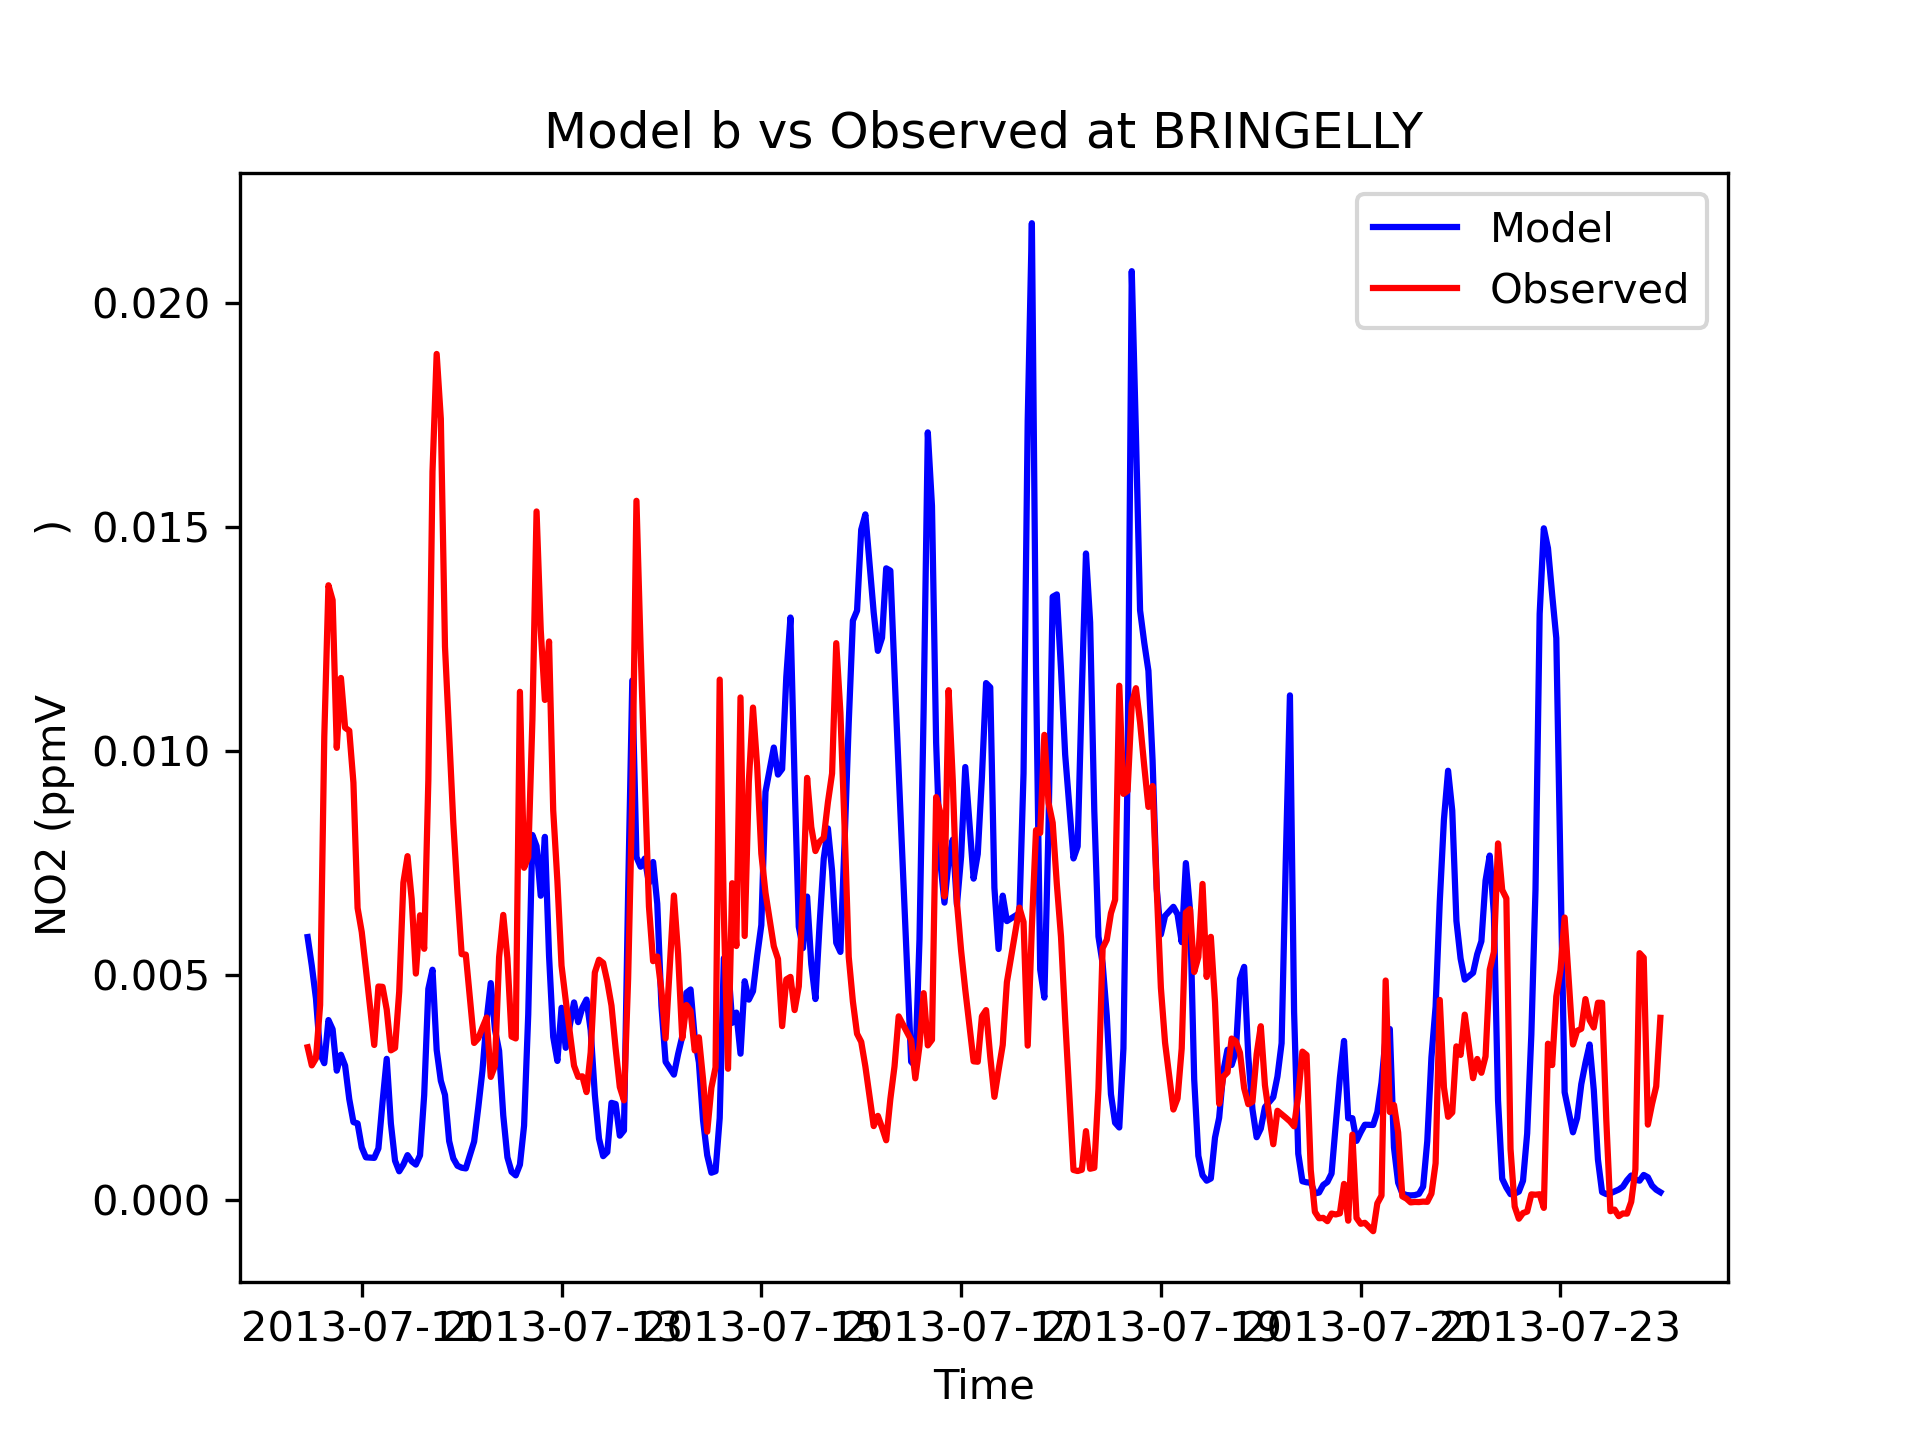 Model b vs Observed at BRINGELLY
Model
Observed
0.020
0.015
0.010
0.005
0.000
NO2 (ppmV )
2013-07-11 2013-07-13 2013-07-15 2013-07-17 2013-07-19 2013-07-21 2013-07-23
Time